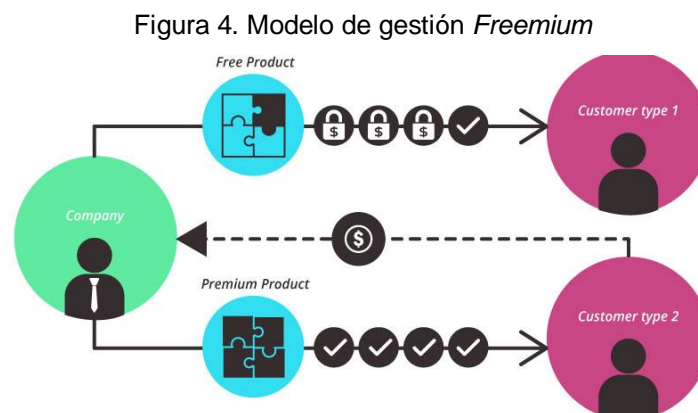 Figura 4. Modelo de gestión Freemium
Free Product
$ $ $
Customer type 1
Company
$
Premium Product
Customer type 2